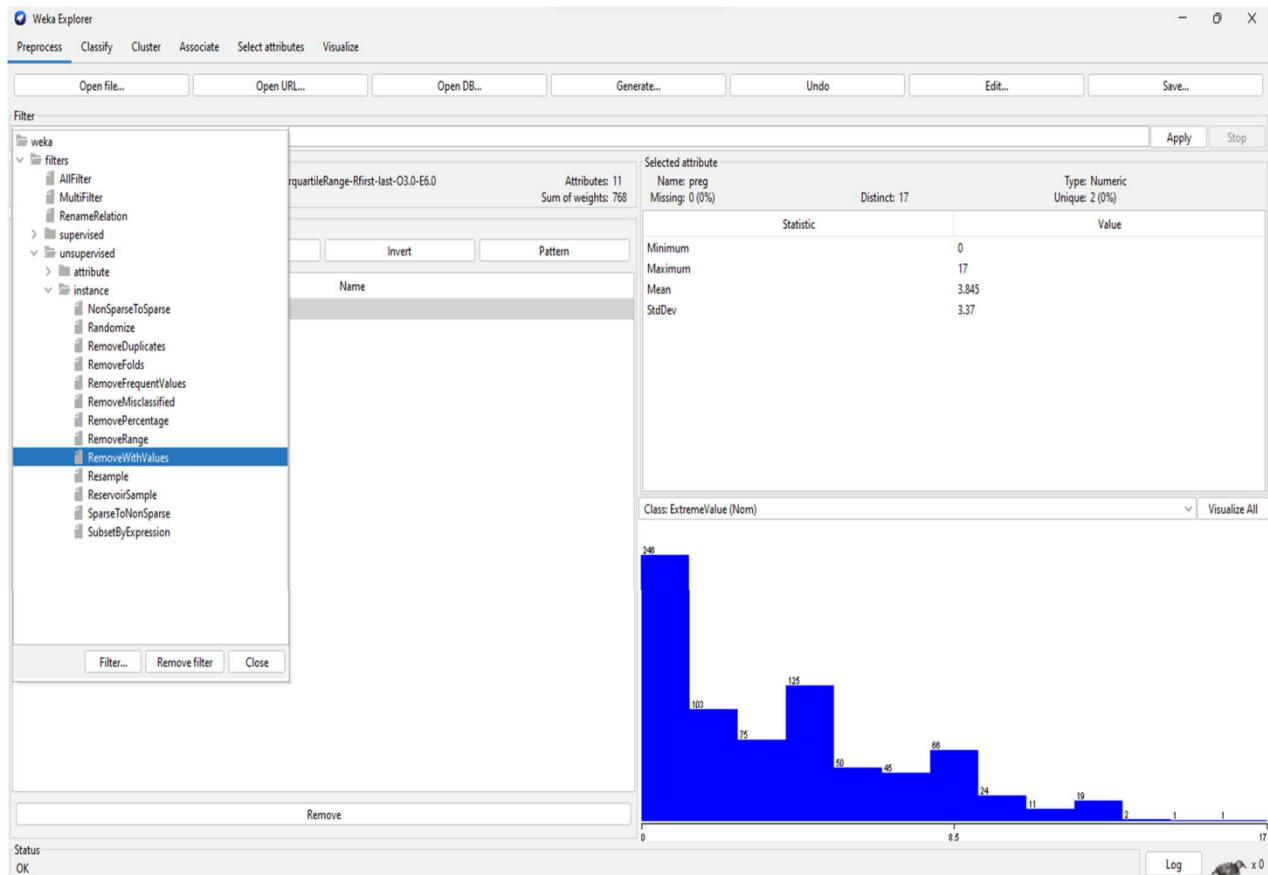 Weka Explorer
Preprocess Classify Cluster Associate Select attributes Visualize
Open file... Open URL... Open DB... Generate... Undo Edit... Save...
Filter
Apply Stop
weka
filters
AllFilter
MultiFilter
RenameRelation
supervised
unsupervised
attribute
instance
NonSparseToSparse
Randomize
RemoveDuplicates
RemoveFolds
RemoveFrequentValues
RemoveMisclassified
RemovePercentage
RemoveRange
RemoveWithValues
Resample
ReservoirSample
SparseToNonSparse
SubsetByExpression
Filter... Remove filter Close
rquartileRange-Rfirst-last-O3.0-E6.0 Attributes: 11
Sum of weights: 768
Invert Pattern
Name
Remove
Selected attribute
Name: preg Type: Numeric
Missing: 0 (0%) Distinct: 17 Unique: 2 (0%)
Statistic Value
Minimum 0
Maximum 17
Mean 3.845
StdDev 3.37
Class: ExtremeValue (Nom) Visualize All
246
103
75
125
50
45
66
24
11
19
2
1
1
0 8.5 17
Status
OK
Log x 0